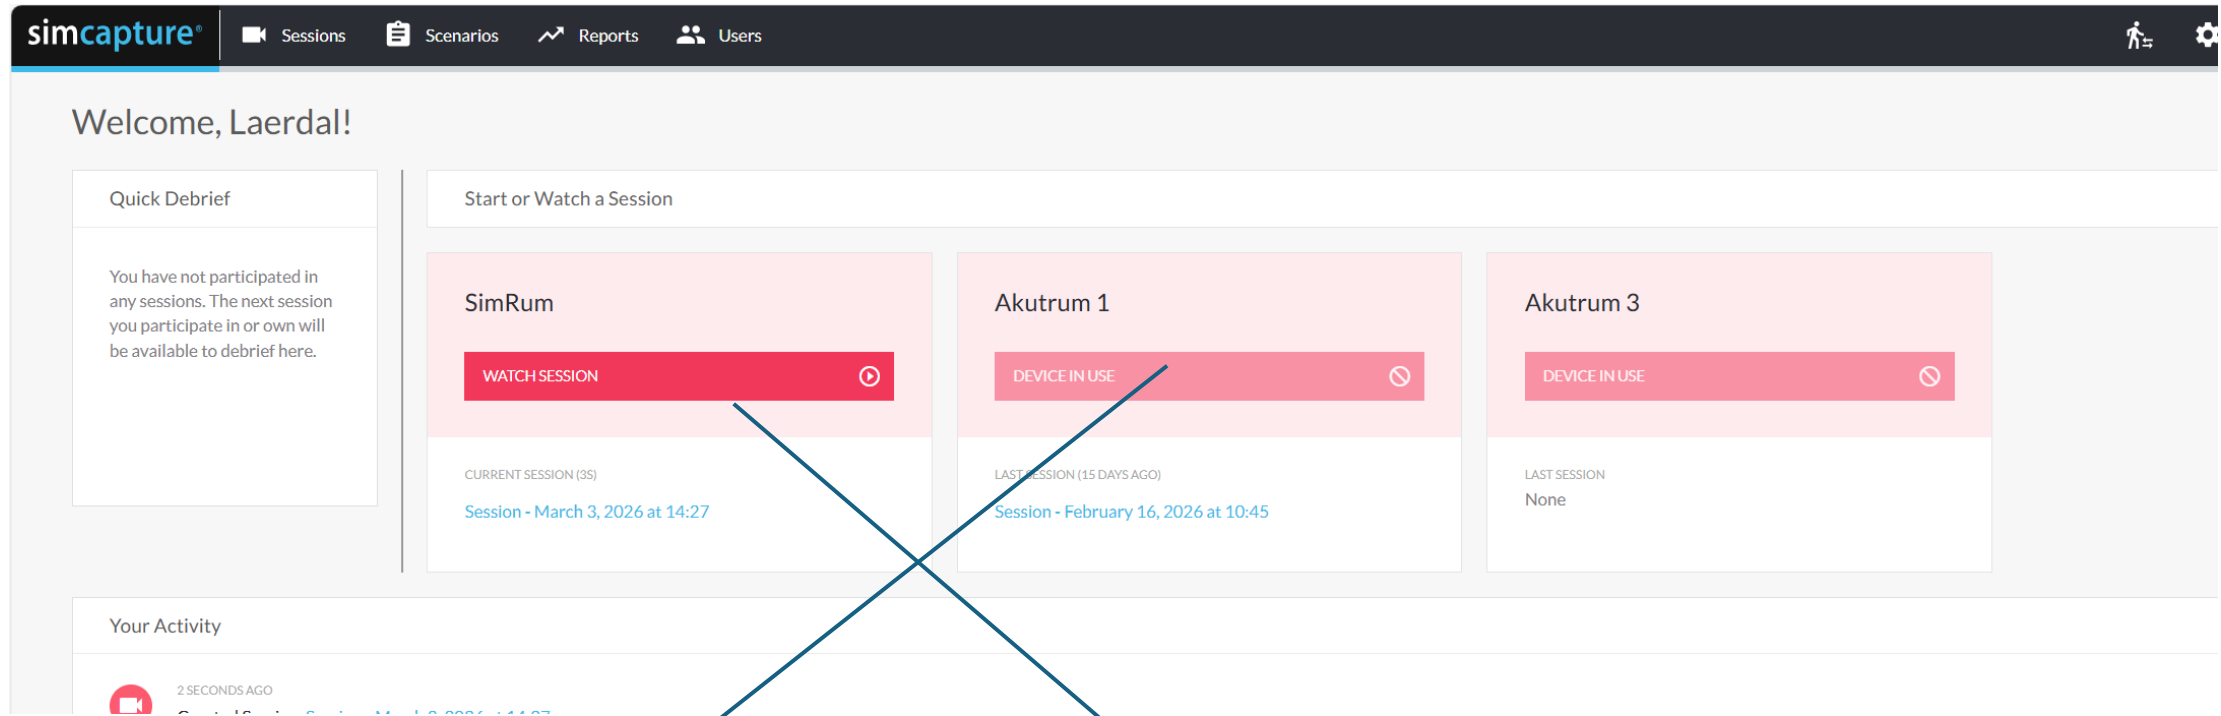 simcapture®
Sessions
Scenarios
Reports
Users
Welcome, Laerdal!
Quick Debrief
You have not participated in
any sessions. The next session
you participate in or own will
be available to debrief here.
Start or Watch a Session
SimRum
WATCH SESSION
CURRENT SESSION (3S)
Session - March 3, 2026 at 14:27
Akutrum 1
DEVICE IN USE
LAST SESSION (15 DAYS AGO)
Session - February 16, 2026 at 10:45
Akutrum 3
DEVICE IN USE
LAST SESSION
None
Your Activity
2 SECONDS AGO